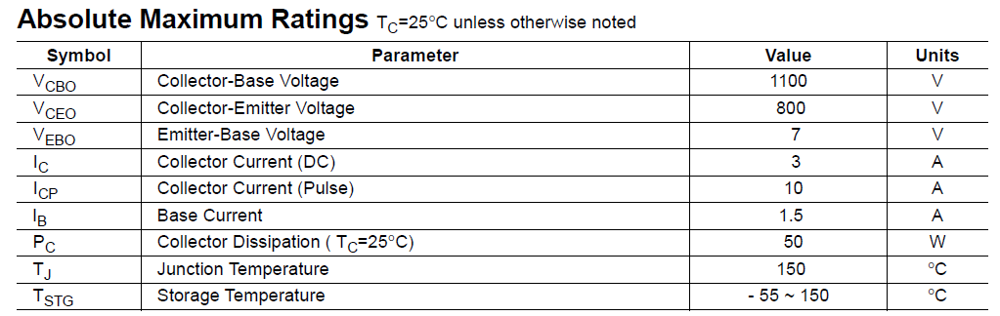 Absolute Maximum Ratings TC=25°C unless otherwise noted
Symbol Parameter Value Units
VCBO Collector-Base Voltage 1100 V
VCEO Collector-Emitter Voltage 800 V
VEBO Emitter-Base Voltage 7 V
IC Collector Current (DC) 3 A
ICP Collector Current (Pulse) 10 A
IB Base Current 1.5 A
PC Collector Dissipation ( TC=25°C) 50 W
TJ Junction Temperature 150 °C
TSTG Storage Temperature - 55 ~ 150 °C